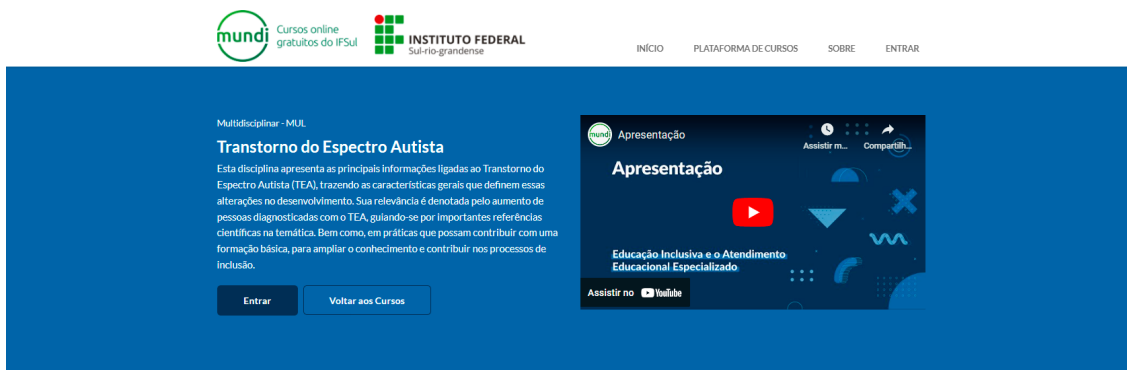 mundi
Cursos online
gratuitos do IFSul
INSTITUTO FEDERAL
Sul-rio-grandense
INÍCIO
PLATAFORMA DE CURSOS
SOBRE
ENTRAR
Multidisciplinar - MUL
Transtorno do Espectro Autista
Esta disciplina apresenta as principais informações ligadas ao Transtorno do
Espectro Autista (TEA), trazendo as características gerais que definem essas
alterações no desenvolvimento. Sua relevância é denotada pelo aumento de
pessoas diagnosticadas com o TEA, guiando-se por importantes referências
científicas na temática. Bem como, em práticas que possam contribuir com uma
formação básica, para ampliar o conhecimento e contribuir nos processos de
inclusão.
Entrar
Voltar aos Cursos
mundi
Apresentação
Assistir m...
Compartilh...
Apresentação
Educação Inclusiva e o Atendimento
Educacional Especializado
Assistir no YouTube